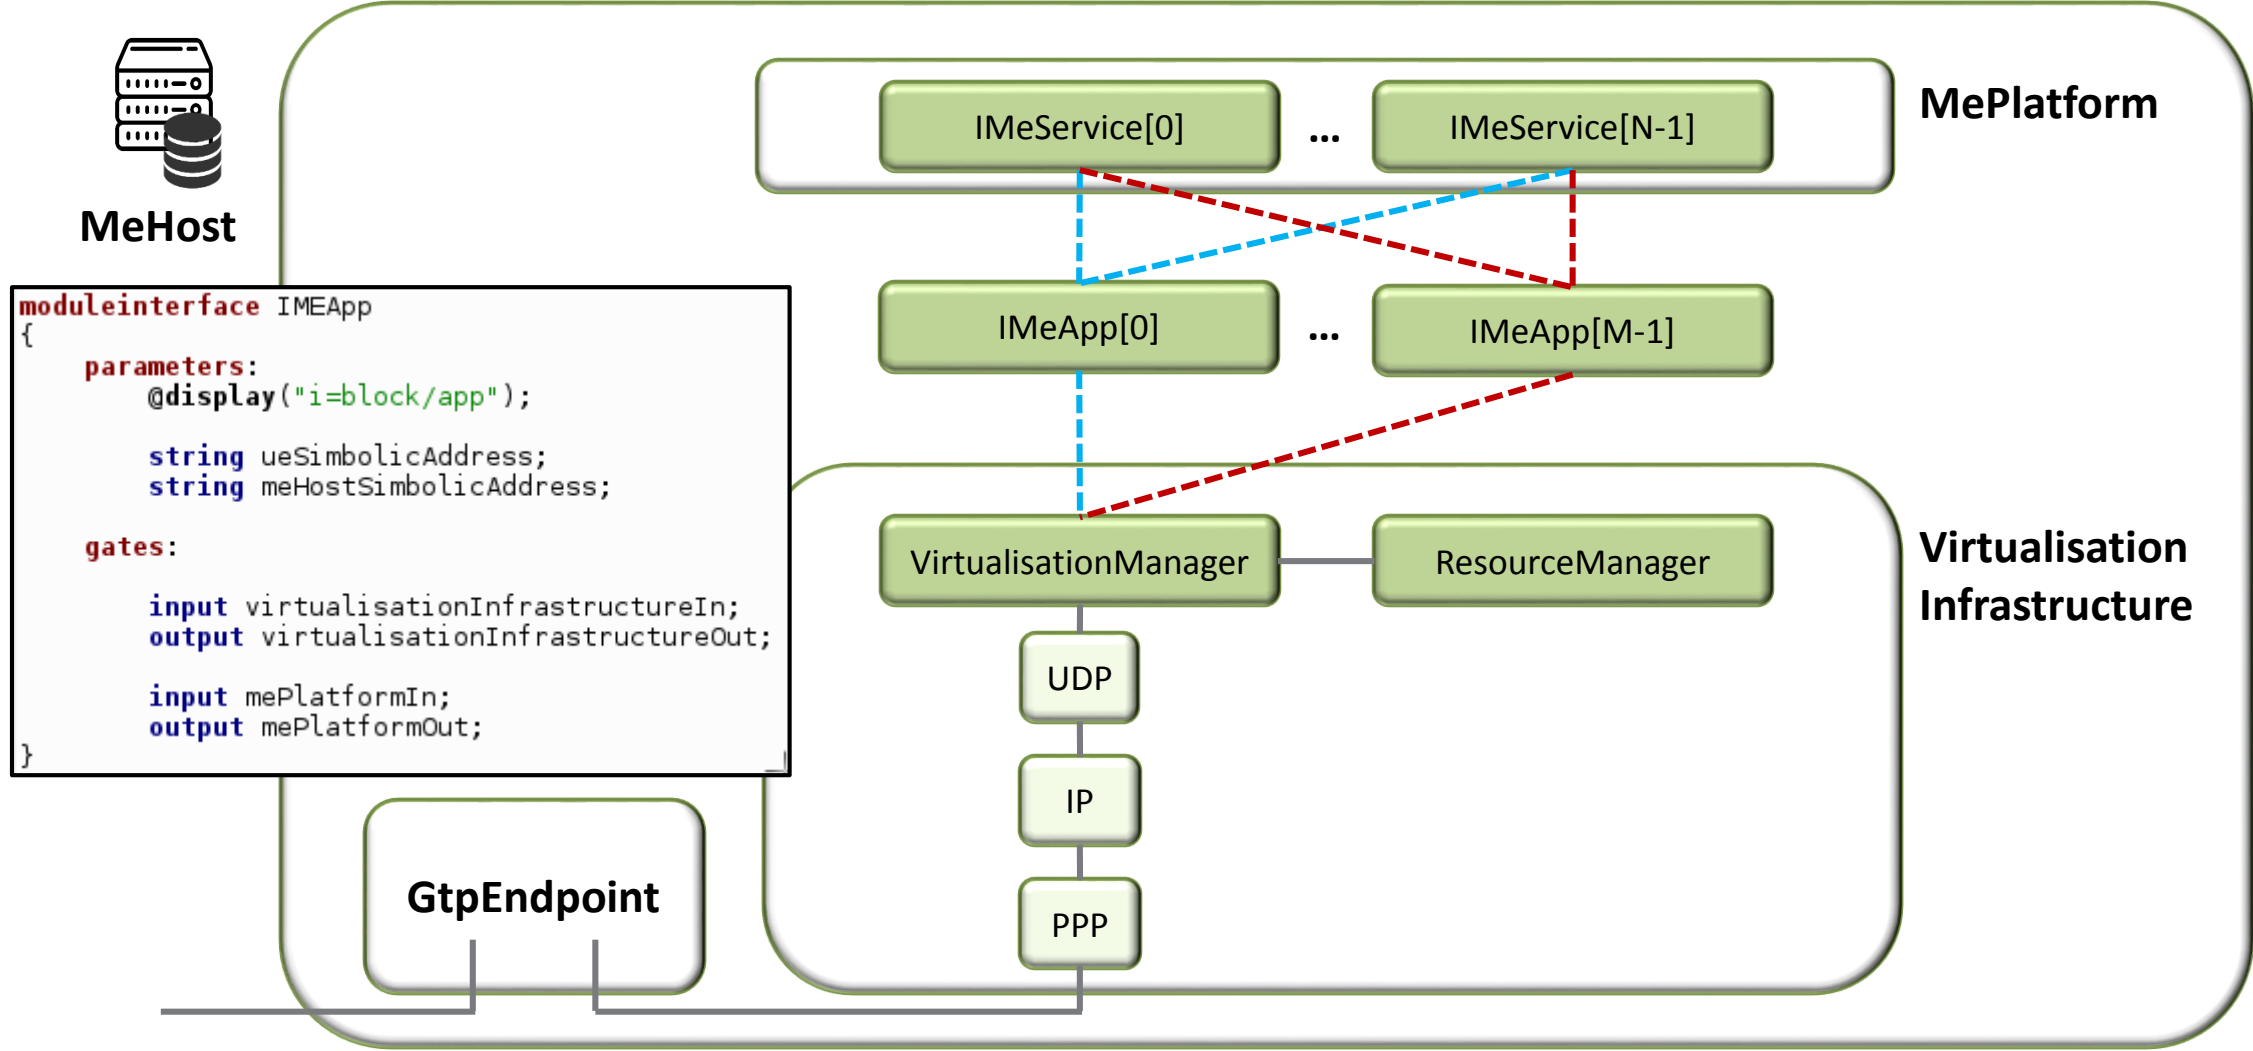 MeHost
MePlatform
IMeService[0]
...
IMeService[N-1]
IMeApp[0]
...
IMeApp[M-1]
moduleinterface IMEApp
{
parameters:
@display("i=block/app");
string ueSimbolicAddress;
string meHostSimbolicAddress;
gates:
input virtualisationInfrastructureIn;
output virtualisationInfrastructureOut;
input mePlatformIn;
output mePlatformOut;
}
Virtualisation
Infrastructure
VirtualisationManager
ResourceManager
UDP
IP
PPP
GtpEndpoint